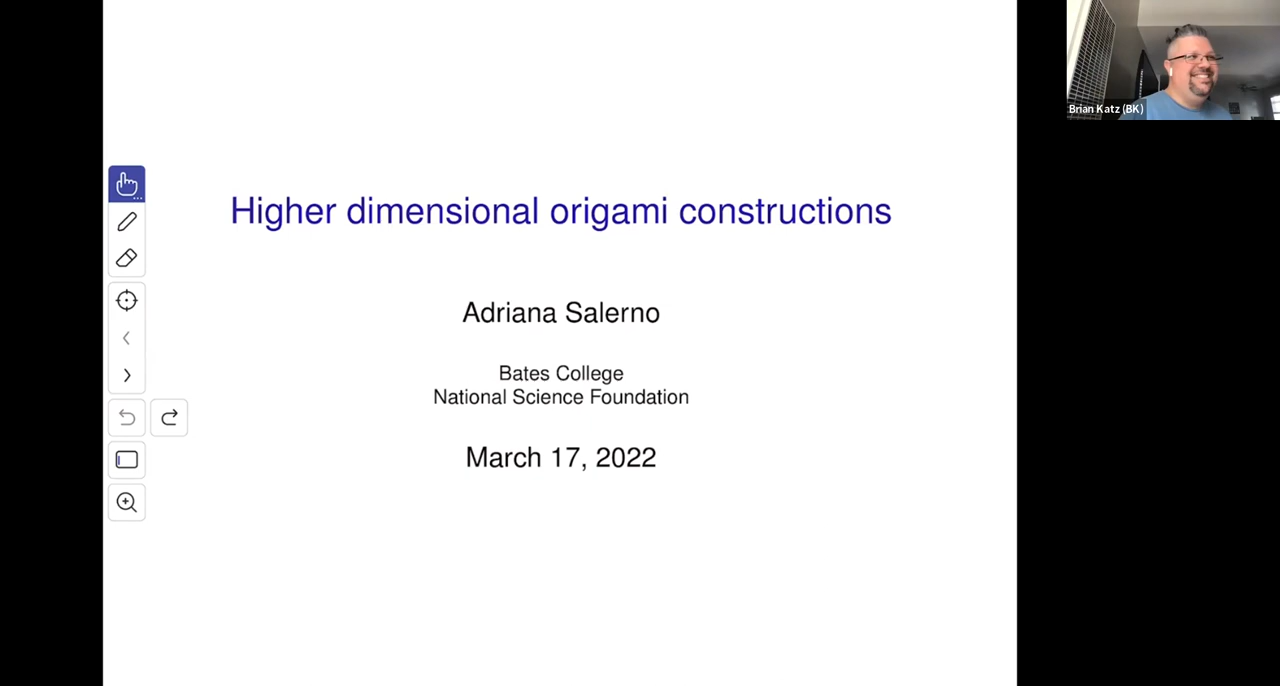 Higher dimensional origami constructions
Adriana Salerno
Bates College
National Science Foundation
March 17, 2022
Brian Katz (BK)